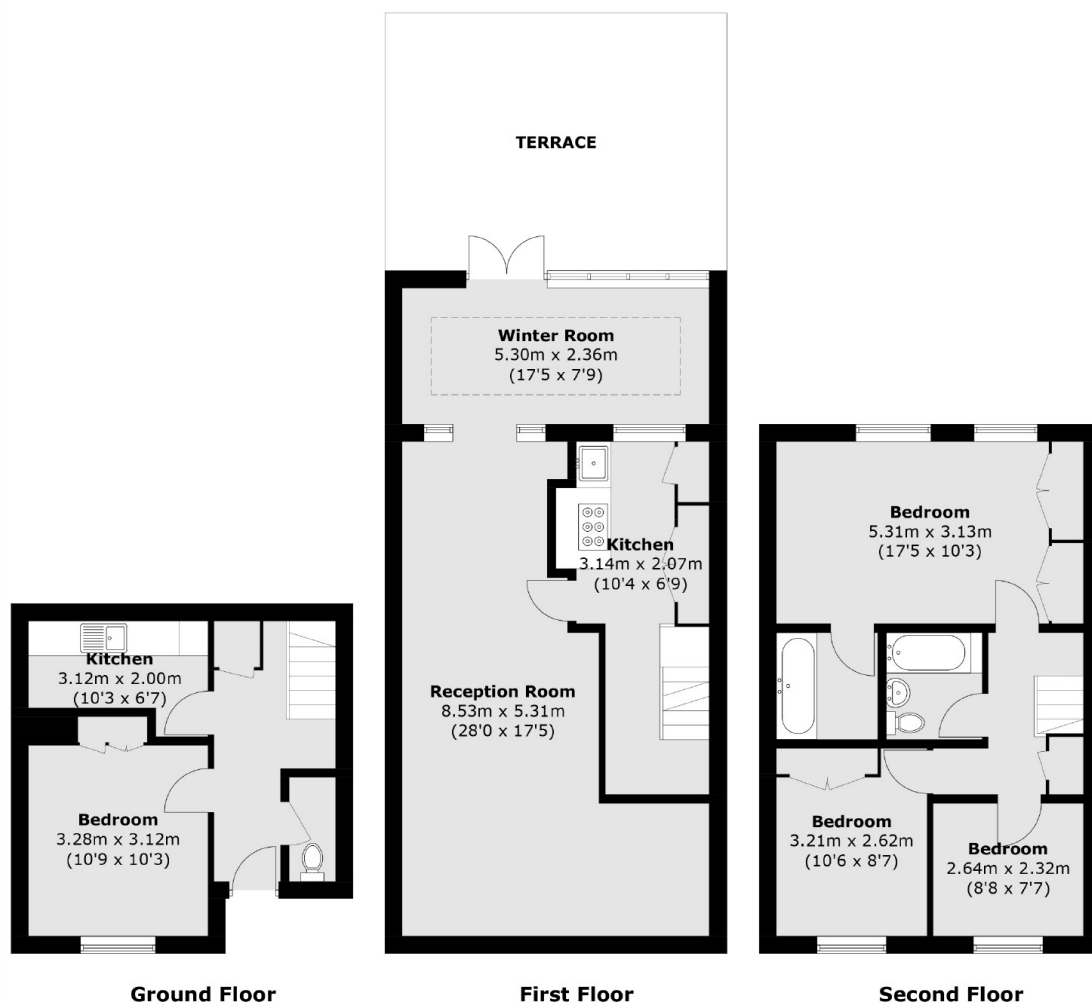 TERRACE
Winter Room
5.30m x 2.36m
(17'5 x 7'9)
Kitchen
3.14m x 2.07m
(10'4 x 6'9)
Reception Room
8.53m x 5.31m
(28'0 x 17'5)
Bedroom
5.31m x 3.13m
(17'5 x 10'3)
Kitchen
3.12m x 2.00m
(10'3 x 6'7)
Bedroom
3.28m x 3.12m
(10'9 x 10'3)
Bedroom
3.21m x 2.62m
(10'6 x 8'7)
Bedroom
2.64m x 2.32m
(8'8 x 7'7)
Ground Floor
First Floor
Second Floor